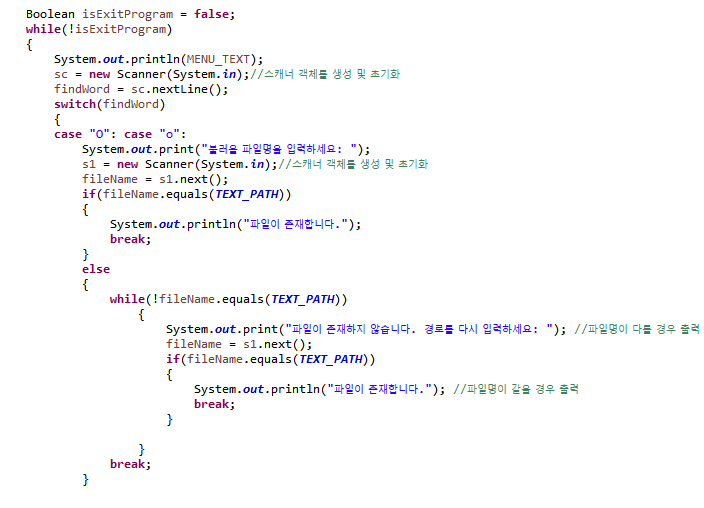 Boolean isExitProgram = false;
while(!isExitProgram)
{
System.out.println(MENU_TEXT);
sc = new Scanner(System.in);//스캐너 객체를 생성 및 초기화
findWord = sc.nextLine();
switch(findWord)
{
case "O": case "o":
System.out.print("불러올 파일명을 입력하세요: ");
s1 = new Scanner(System.in);//스캐너 객체를 생성 및 초기화
fileName = s1.next();
if(fileName.equals(TEXT_PATH))
{
System.out.println("파일이 존재합니다.");
break;
}
else
{
while(!fileName.equals(TEXT_PATH))
{
System.out.print("파일이 존재하지 않습니다. 경로를 다시 입력하세요: "); //파일명이 다를 경우 출력
fileName = s1.next();
if(fileName.equals(TEXT_PATH))
{
System.out.println("파일이 존재합니다."); //파일명이 같을 경우 출력
break;
}
}
break;
}